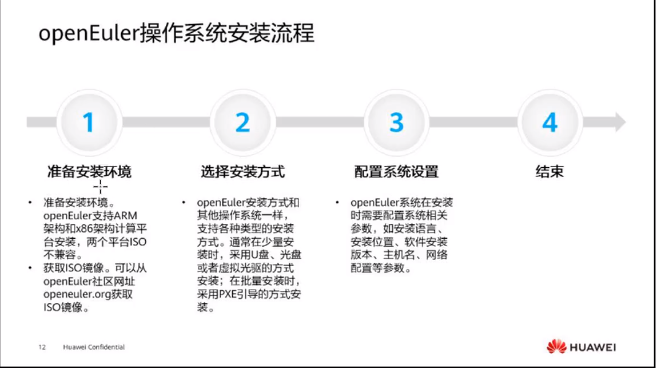 openEuler操作系统安装流程
1
2
3
4
准备安装环境
选择安装方式
配置系统设置
结束
• 准备安装环境。
openEuler支持ARM
架构和x86架构计算平
台安装，两个平台ISO
不兼容。
• 获取ISO镜像。可以从
openEuler社区网址
openeuler.org获取
ISO镜像。
• openEuler安装方式和
其他操作系统一样，
支持各种类型的安装
方式。通常在少量安
装时，采用U盘、光盘
或者虚拟光驱的方式
安装；在批量安装时，
采用PXE引导的方式安
装。
• openEuler系统在安装
时需要配置系统相关
参数，如安装语言、
安装位置、软件安装
版本、主机名、网络
配置等参数。
12 Huawei Confidential
HUAWEI